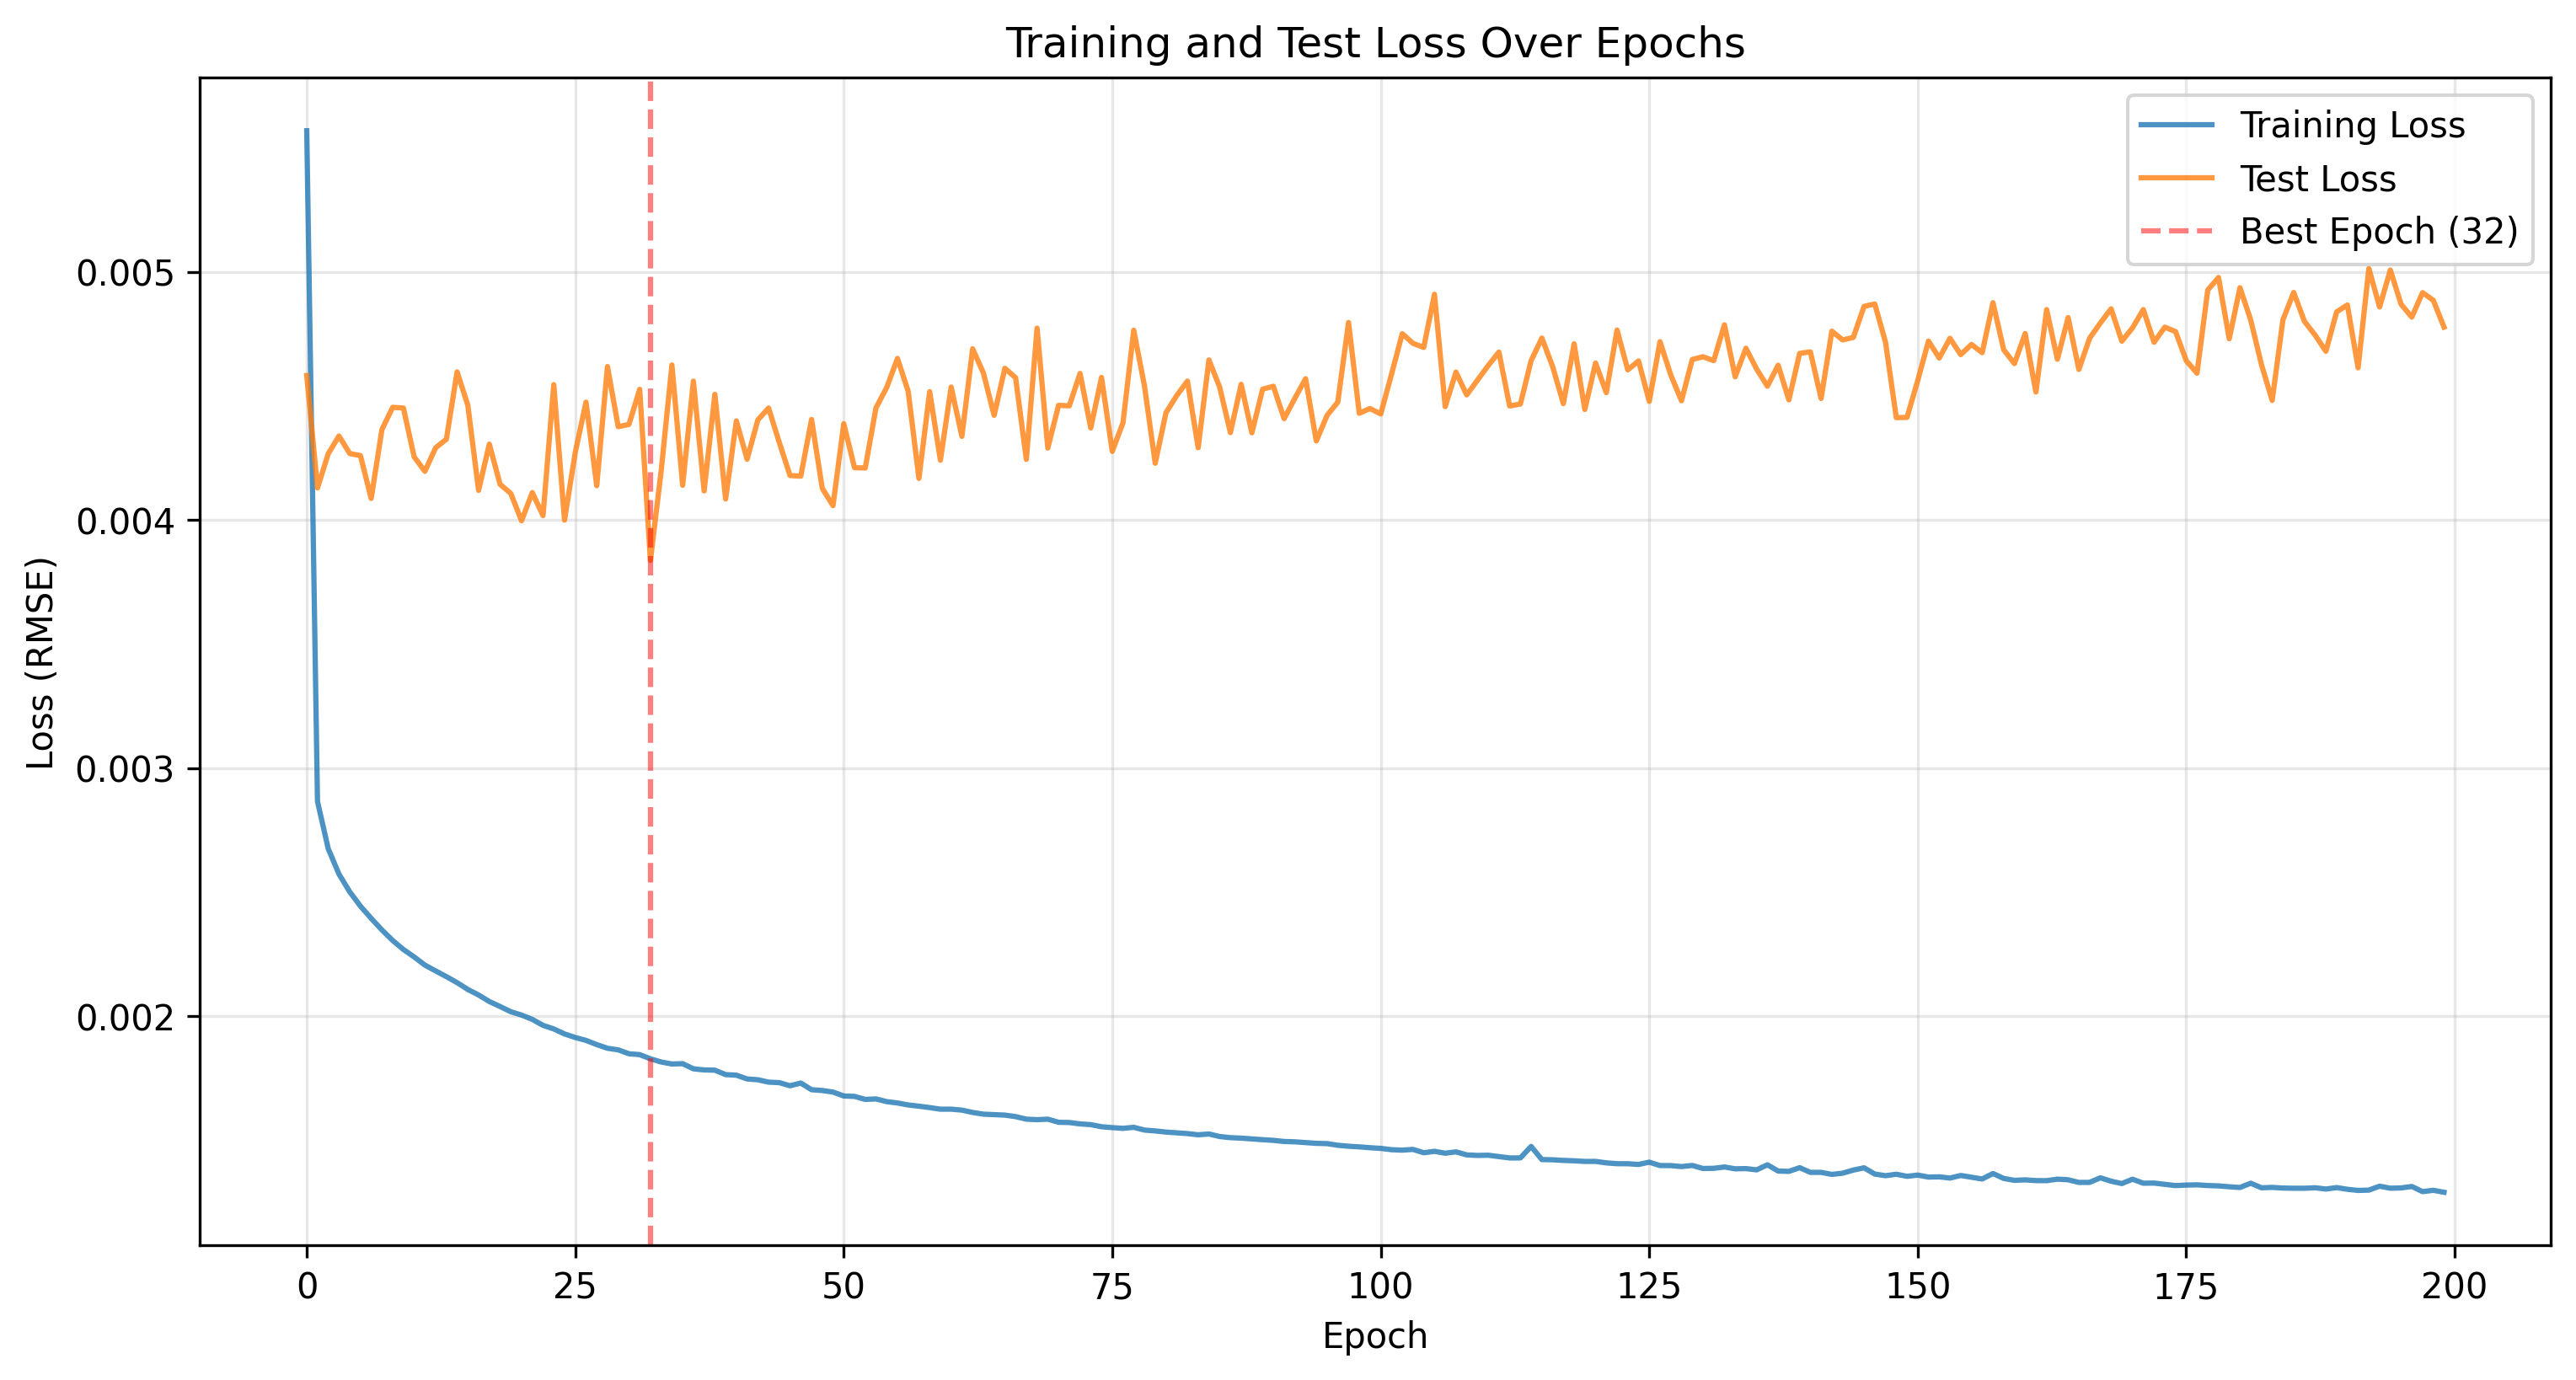 Training and Test Loss Over Epochs
Training Loss
Test Loss
Best Epoch (32)
Loss (RMSE)
0.005
0.004
0.003
0.002
0 25 50 75 100 125 150 175 200
Epoch